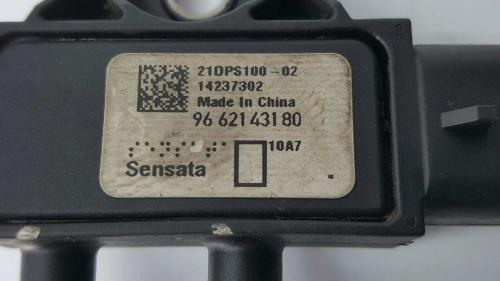 21DPS100-02
14237302
Made In China
96 621 431 80
10A7
Sensata